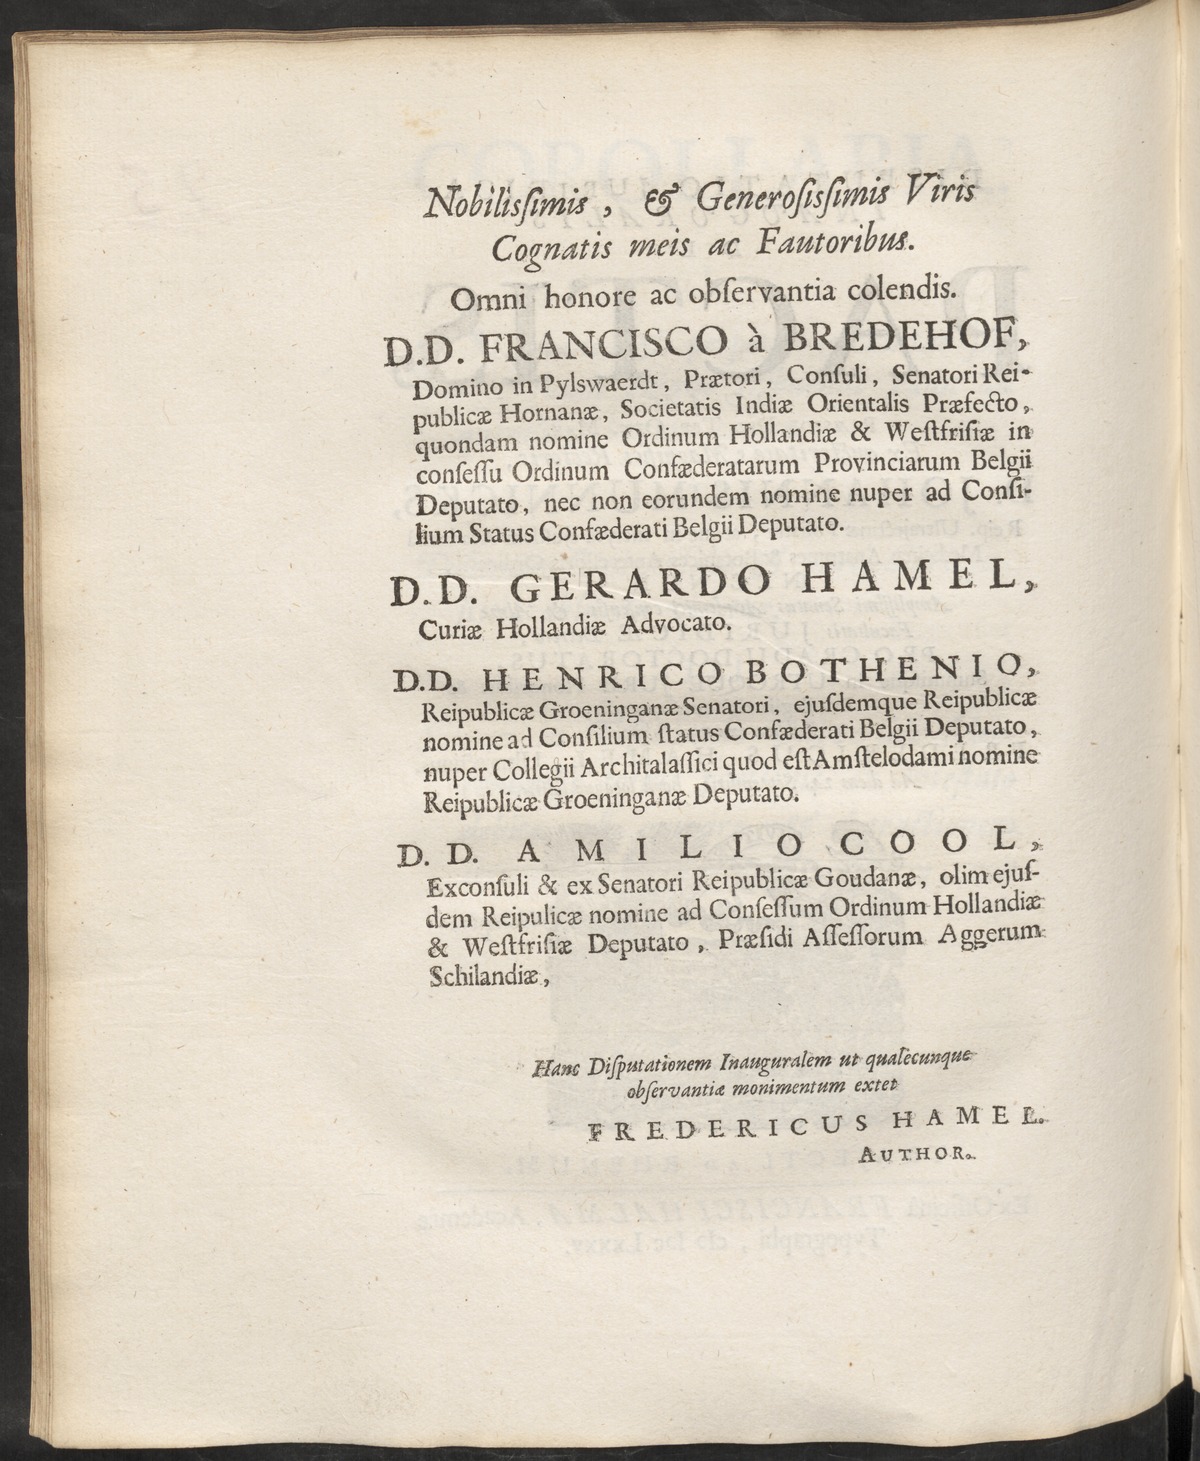 Nobilisſimis, & Generoſisſimis Viris
Cognatis meis ac Fautoribus.
Omni honore ac obſervantia colendis.
D.D. FRANCISCO à BREDEHOF,
Domino in Pylswaerdt, Prætori, Conſuli, Senatori Rei-
publicæ Hornanæ, Societatis Indiæ Orientalis Præfecto,
quondam nomine Ordinum Hollandiæ & Weſtfriſiæ in
conſeſſu Ordinum Confæderatarum Provinciarum Belgii
Deputato, nec non eorundem nomine nuper ad Conſi-
lium Status Confæderati Belgii Deputato.
D.D. GERARDO HAMEL,
Curiæ Hollandiæ Advocato.
D.D. HENRICO BOTHENIO,
Reipublicæ Groeninganæ Senatori, ejuſdemque Reipublicæ
nomine ad Conſilium ſtatus Confæderati Belgii Deputato,
nuper Collegii Architalaſſici quod eſt Amſtelodami nomine
Reipublicæ Groeninganæ Deputato.
D. D. AMILIO COOL,
Exconſuli & ex Senatori Reipublicæ Goudanæ, olim ejuſ-
dem Reipulicæ nomine ad Conſeſſum Ordinum Hollandiæ
& Weſtfriſiæ Deputato, Præſidi Aſſeſſorum Aggerum
Schilandiæ,
Hanc Diſputationem Inauguralem ut qualecunque
obſervantiæ monimentum extet
FREDERICUS HAMEL.
AUTHOR.